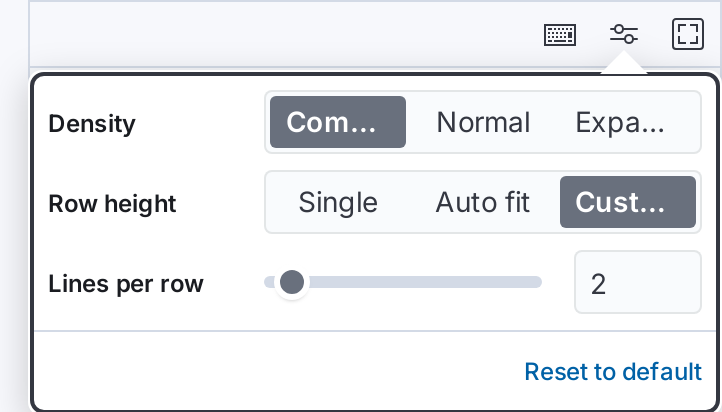 Density Com... Normal Expa...
Row height Single Auto fit Cust...
Lines per row 2
Reset to default